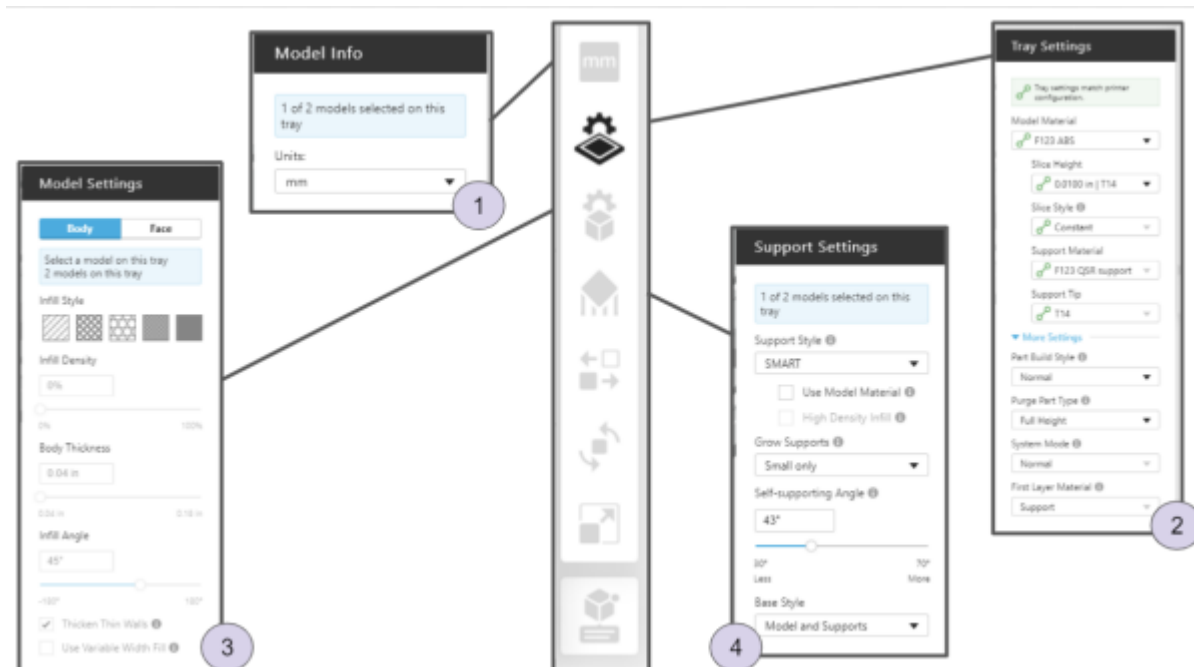 Model Info
1 of 2 models selected on this
tray
Units:
mm
1
mm
Tray Settings
Tray settings match printer
configuration.
Model Material
F123 ABS
Slice Height
0.0100 in | T14
Slice Style
Constant
Support Material
F123 QSR support
Support Tip
T14
More Settings
Part Build Style
Normal
Purge Part Type
Full Height
System Mode
Normal
First Layer Material
Support
2
Model Settings
Body Face
Select a model on this tray
2 models on this tray
Infill Style
Infill Density
0%
0% 100%
Body Thickness
0.04 in
0.04 in 0.16 in
Infill Angle
45°
-180° 180°
Thicken Thin Walls
Use Variable Width Fill
3
Support Settings
1 of 2 models selected on this
tray
Support Style
SMART
Use Model Material
High Density Infill
Grow Supports
Small only
Self-supporting Angle
43°
30° 70°
Less More
Base Style
Model and Supports
4